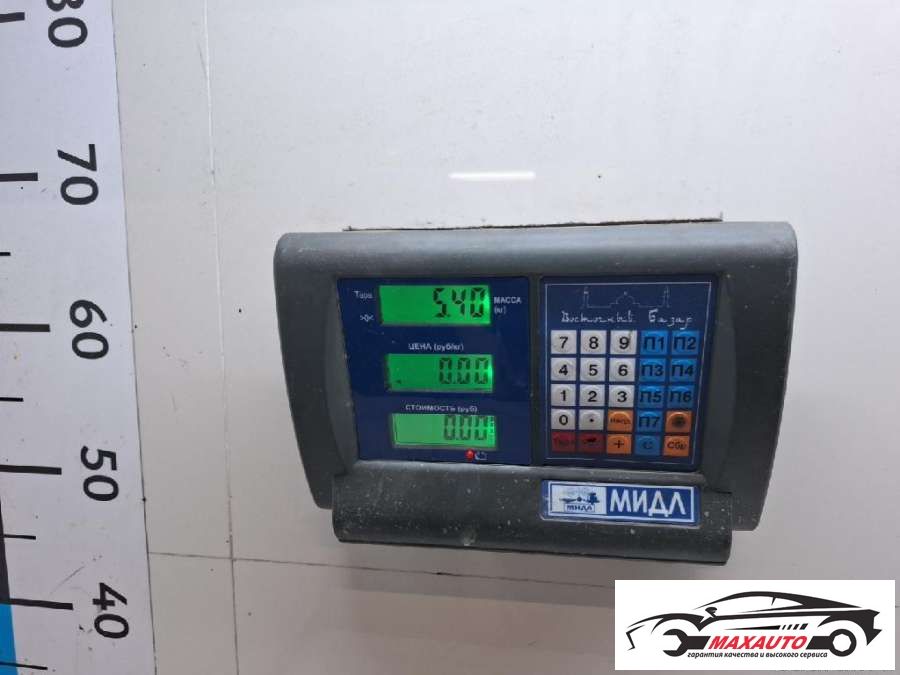 80
70
60
50
40
Тара
5.40
МАССА
(кг)
>0<
ЦЕНА (руб/кг)
0.00
СТОИМОСТЬ (руб)
0.00
Восточный Базар
7 8 9 П1 П2
4 5 6 П3 П4
1 2 3 П5 П6
0 • П7
+ С Сбр
МИДЛ
МИДЛ
MAXAUTO
гарантия качества и высокого сервиса